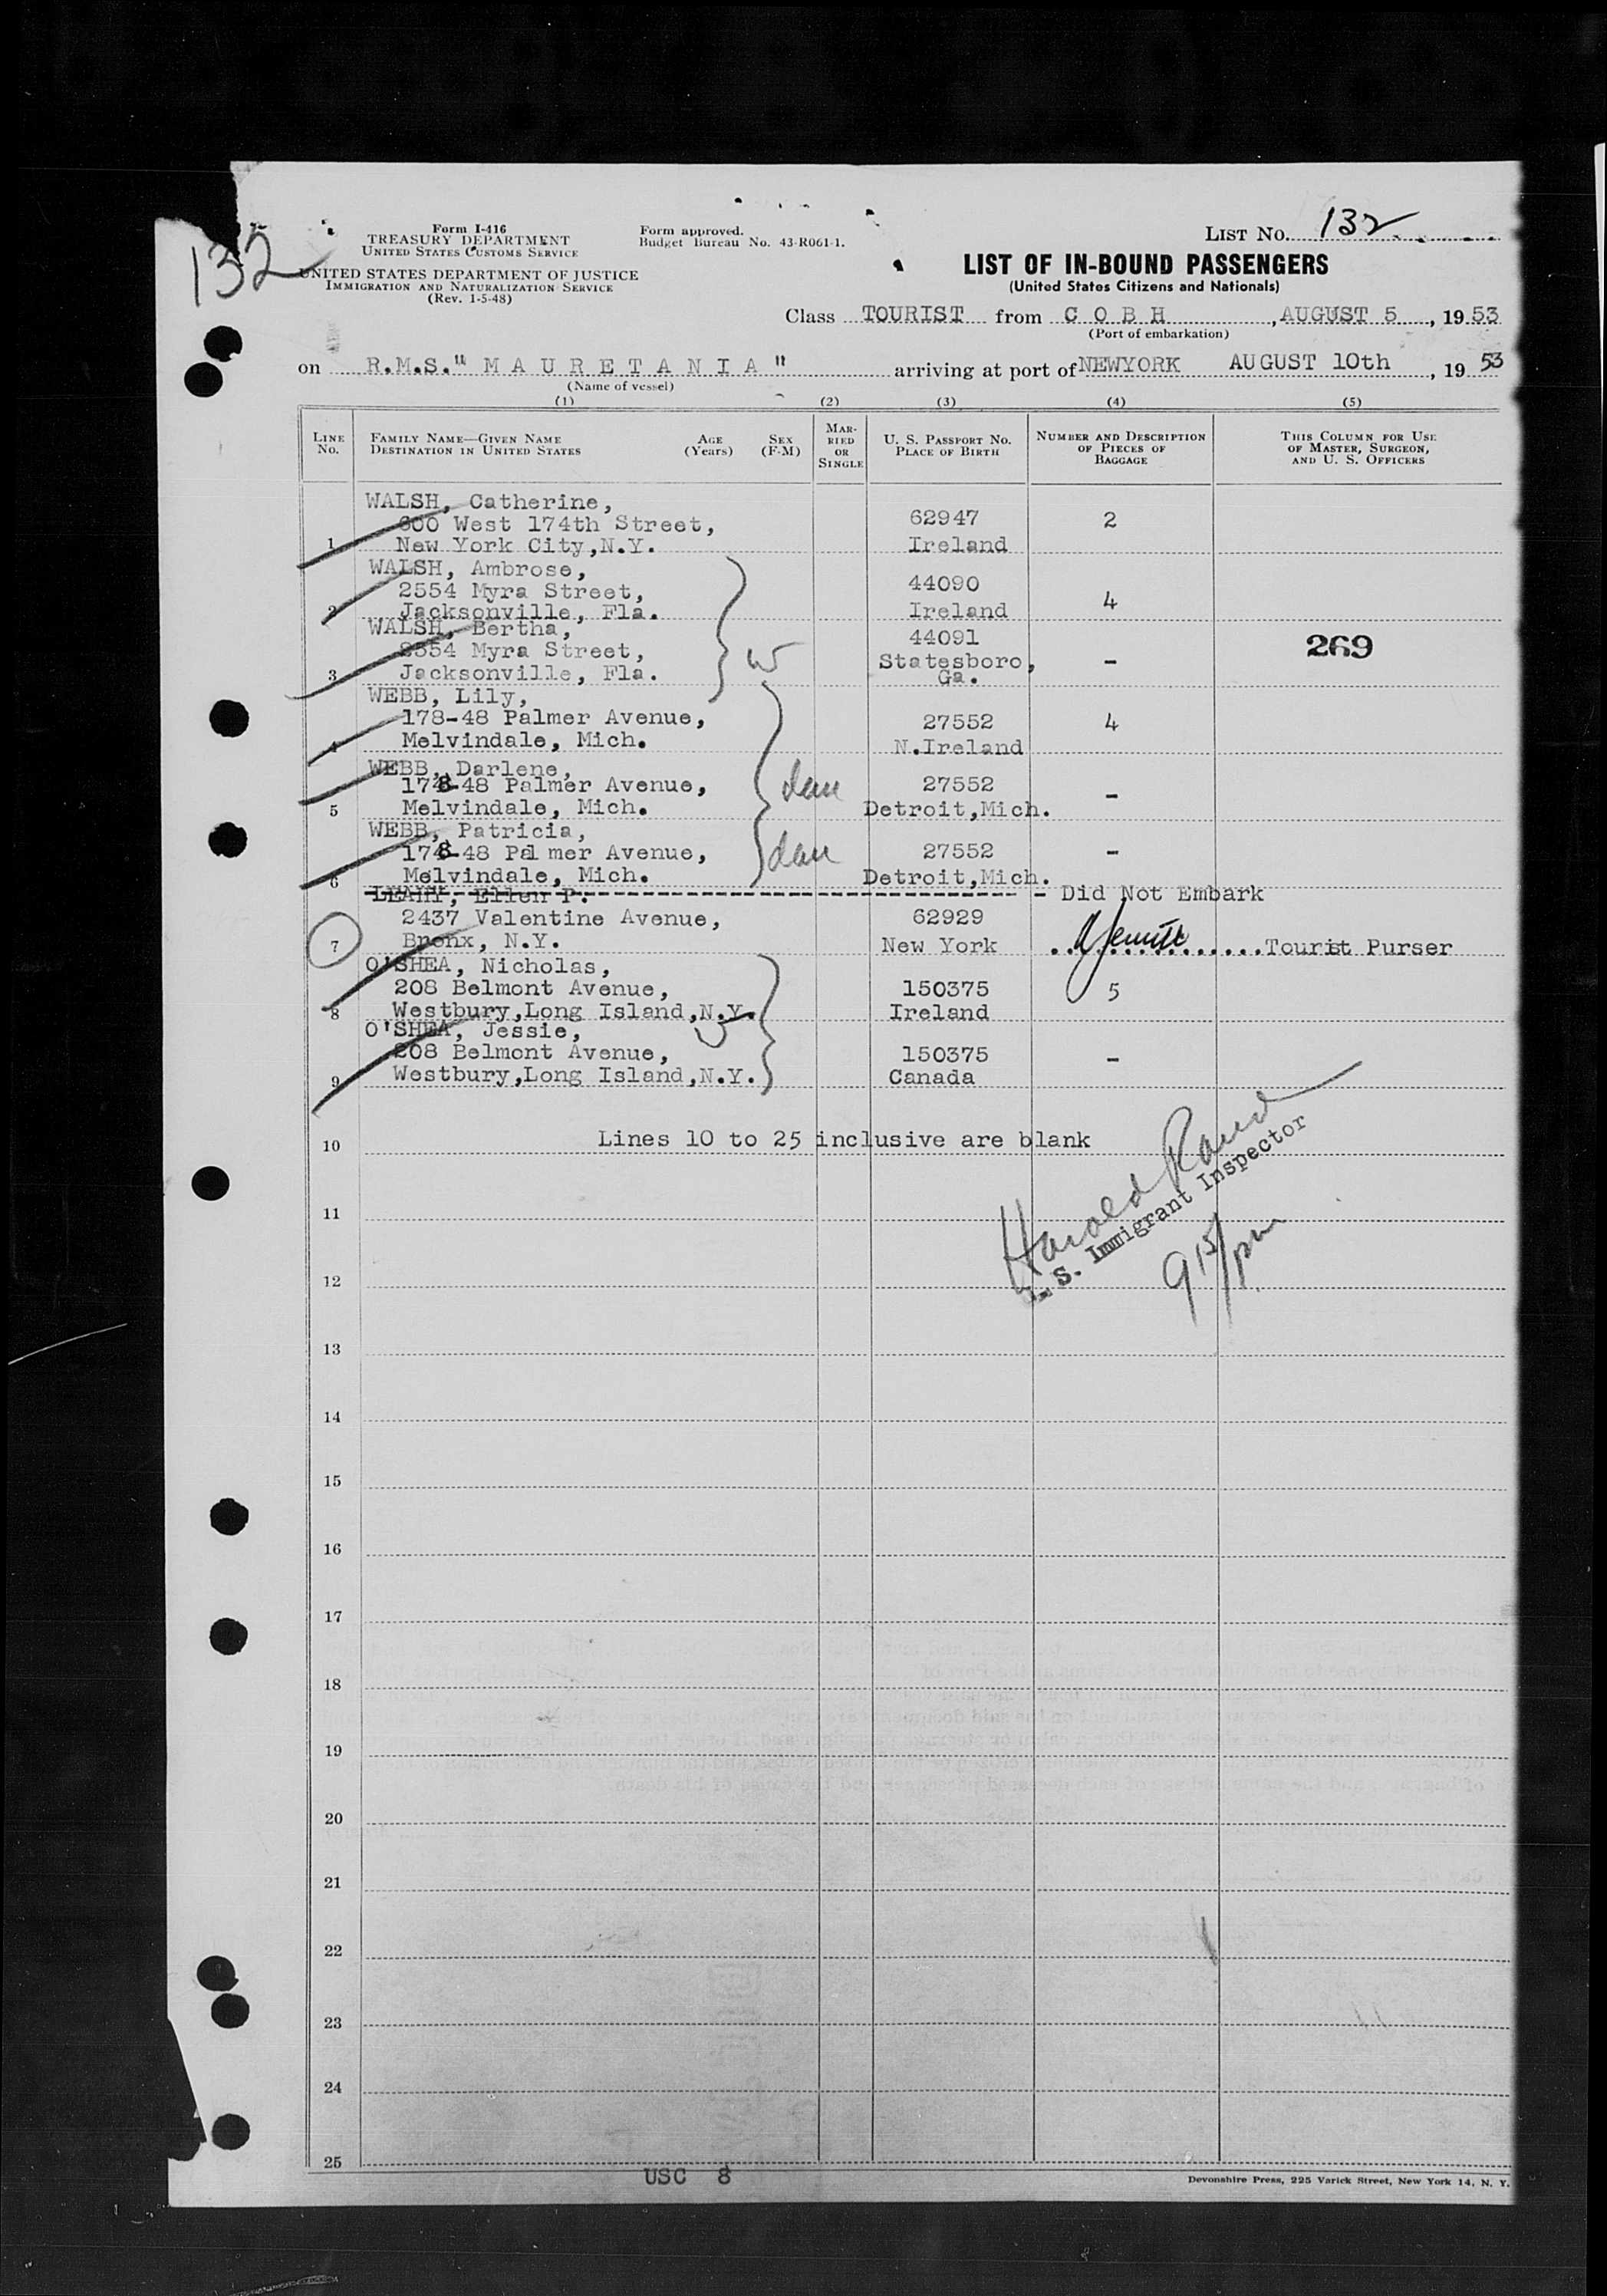 132
Form I-416
TREASURY DEPARTMENT
UNITED STATES CUSTOMS SERVICE
UNITED STATES DEPARTMENT OF JUSTICE
IMMIGRATION AND NATURALIZATION SERVICE
(Rev. 1-5-48)
Form approved.
Budget Bureau No. 43-R061-1.
LIST NO. 132
LIST OF IN-BOUND PASSENGERS
(United States Citizens and Nationals)
Class TOURIST from C O B H , AUGUST 5 , 19 53
(Port of embarkation)
on R.M.S." M A U R E T A N I A " arriving at port of NEWYORK AUGUST 10th , 19 53
(Name of vessel)
(1) (2) (3) (4) (5)
LINE NO.
FAMILY NAME—GIVEN NAME
DESTINATION IN UNITED STATES
AGE (Years)
SEX (F-M)
MARRIED OR SINGLE
U. S. PASSPORT NO.
PLACE OF BIRTH
NUMBER AND DESCRIPTION OF PIECES OF BAGGAGE
THIS COLUMN FOR USE OF MASTER, SURGEON, AND U. S. OFFICERS
WALSH, Catherine,
600 West 174th Street, 62947 2
1 New York City,N.Y. Ireland
WALSH, Ambrose,
2554 Myra Street, 44090 4
2 Jacksonville, Fla. Ireland
WALSH, Bertha, 44091
2554 Myra Street, W Statesboro, - 269
3 Jacksonville, Fla. Ga.
WEBB, Lily,
178-48 Palmer Avenue, 27552 4
4 Melvindale, Mich. N.Ireland
WEBB, Darlene,
178-48 Palmer Avenue, dau 27552 -
5 Melvindale, Mich. Detroit,Mich.
WEBB, Patricia,
178-48 Pal mer Avenue, dau 27552 -
6 Melvindale, Mich. Detroit,Mich.
LEAHY, Ellen P. - Did Not Embark
2437 Valentine Avenue, 62929
7 Bronx, N.Y. New York Tourist Purser
O'SHEA, Nicholas,
208 Belmont Avenue, 150375 5
8 Westbury,Long Island,N.Y. Ireland
O'SHEA, Jessie, W
208 Belmont Avenue, 150375 -
9 Westbury,Long Island,N.Y. Canada
10 Lines 10 to 25 inclusive are blank
Harold Rand
S. Immigrant Inspector
9 15/pm
11
12
13
14
15
16
17
18
19
20
21
22
23
24
25
USC 8
Devonshire Press, 225 Varick Street, New York 14, N. Y.